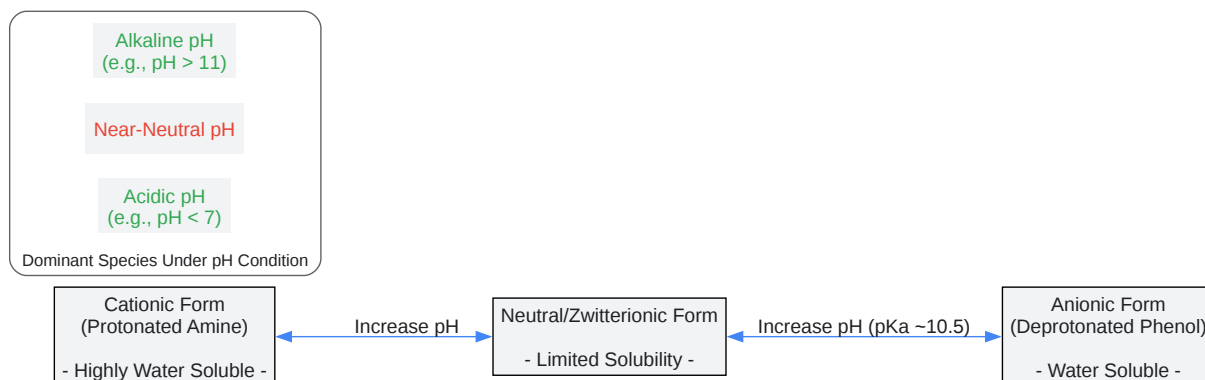 Alkaline pH
(e.g., pH > 11)
Near-Neutral pH
Acidic pH
(e.g., pH < 7)
Dominant Species Under pH Condition
Cationic Form
(Protonated Amine)
- Highly Water Soluble -
Increase pH
Neutral/Zwitterionic Form
- Limited Solubility -
Increase pH (pKa ~10.5)
Anionic Form
(Deprotonated Phenol)
- Water Soluble -